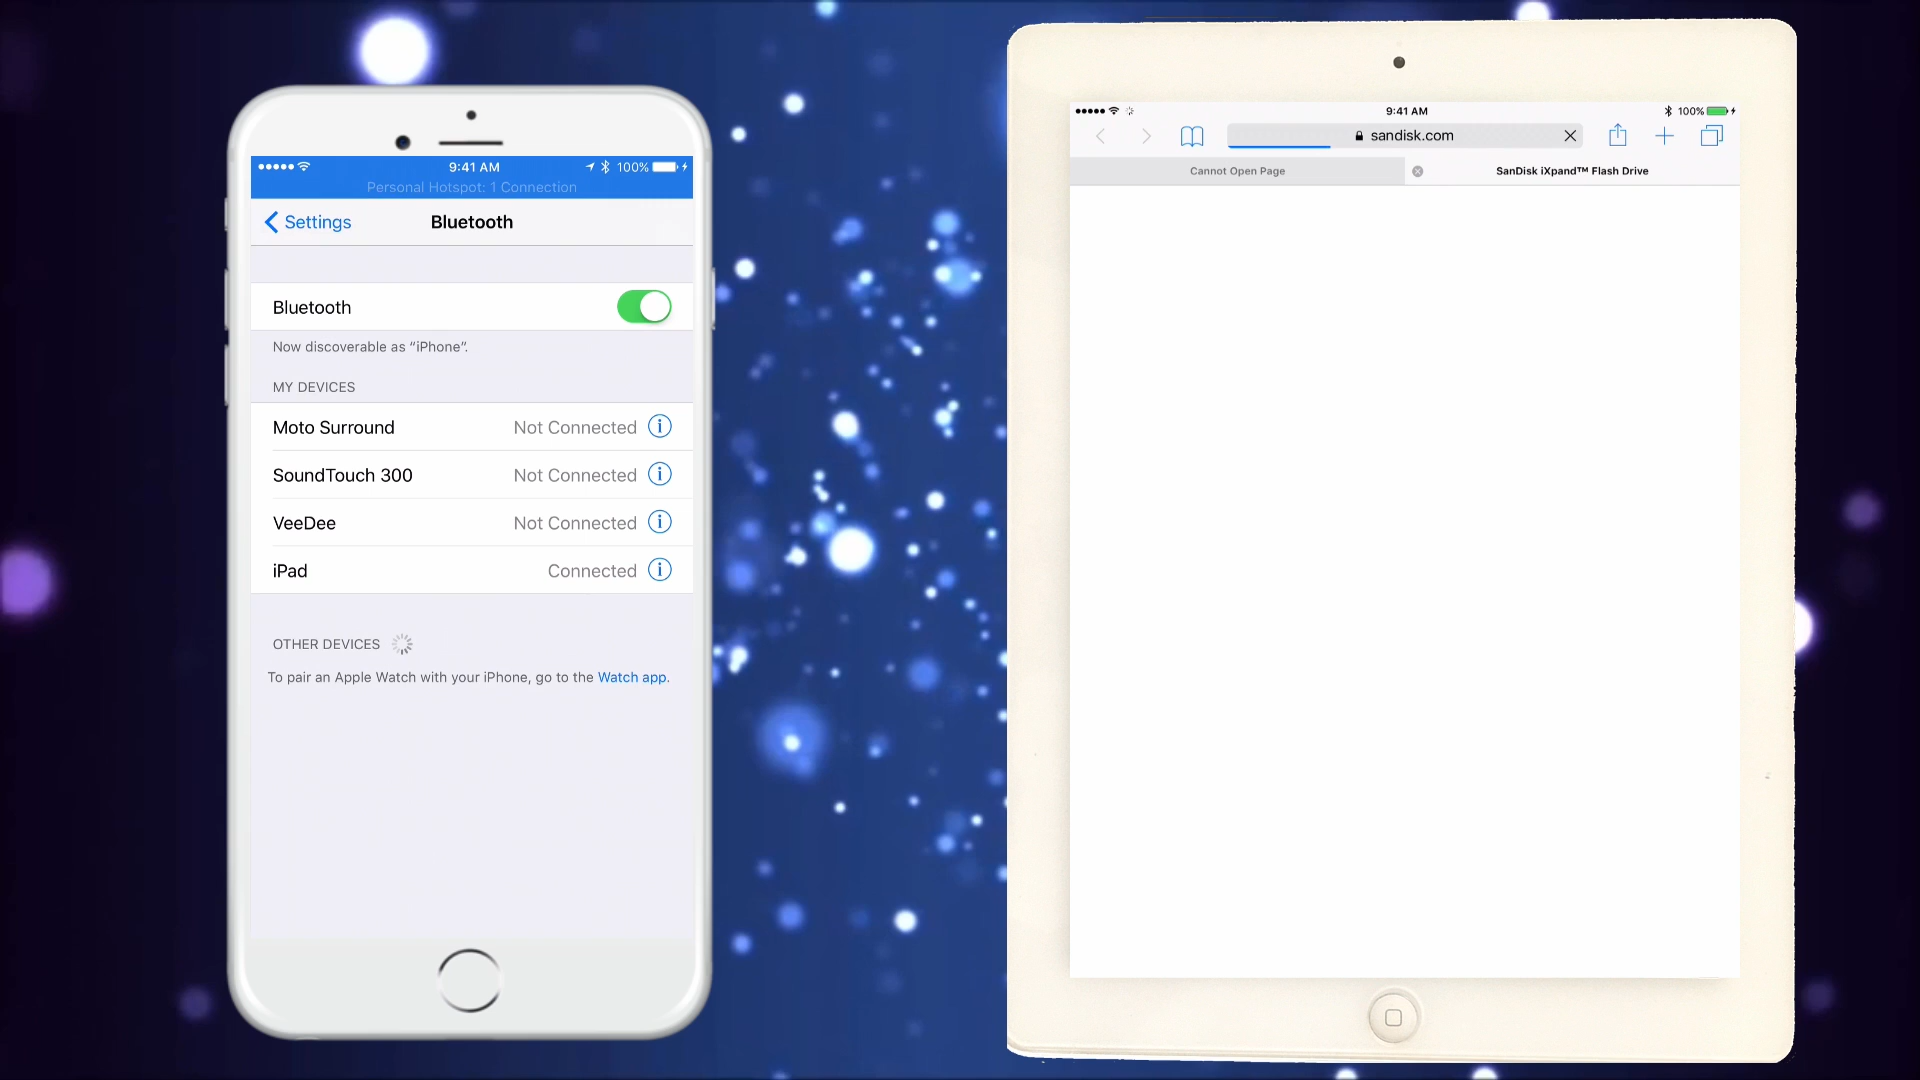 9:41 AM
100%
Personal Hotspot: 1 Connection
Settings
Bluetooth
Bluetooth
Now discoverable as “iPhone”.
MY DEVICES
Moto Surround Not Connected
SoundTouch 300 Not Connected
VeeDee Not Connected
iPad Connected
OTHER DEVICES
To pair an Apple Watch with your iPhone, go to the Watch app.
9:41 AM
100%
sandisk.com
Cannot Open Page
SanDisk iXpand™ Flash Drive